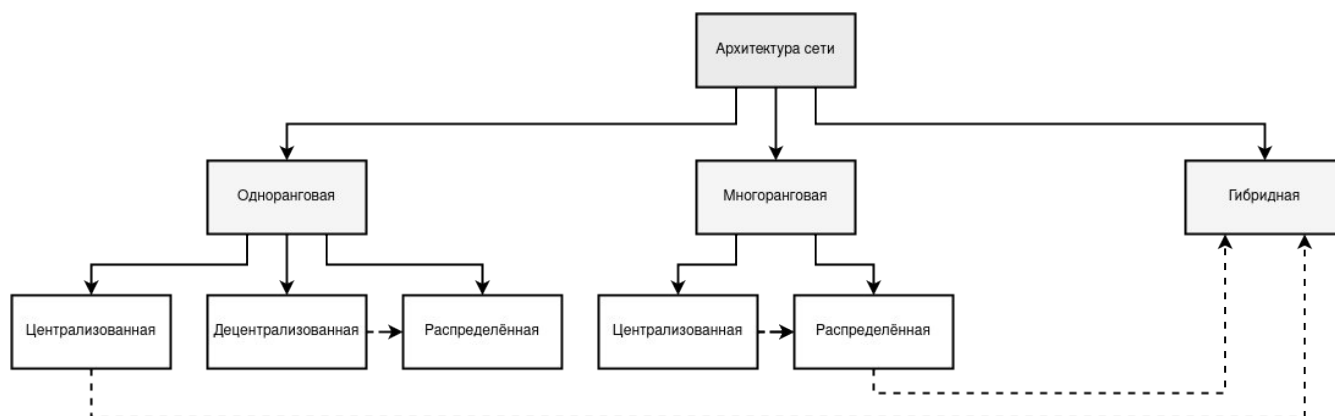 Архитектура сети
Одноранговая
Многоранговая
Гибридная
Централизованная
Децентрализованная
Распределённая
Централизованная
Распределённая